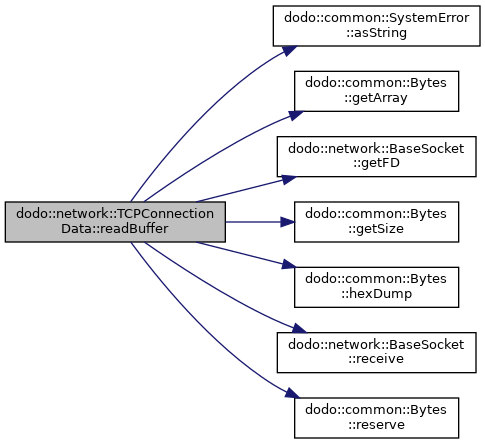 dodo::common::SystemError
::asString
dodo::common::Bytes
::getArray
dodo::network::BaseSocket
::getFD
dodo::network::TCPConnection
Data::readBuffer
dodo::common::Bytes
::getSize
dodo::common::Bytes
::hexDump
dodo::network::BaseSocket
::receive
dodo::common::Bytes
::reserve